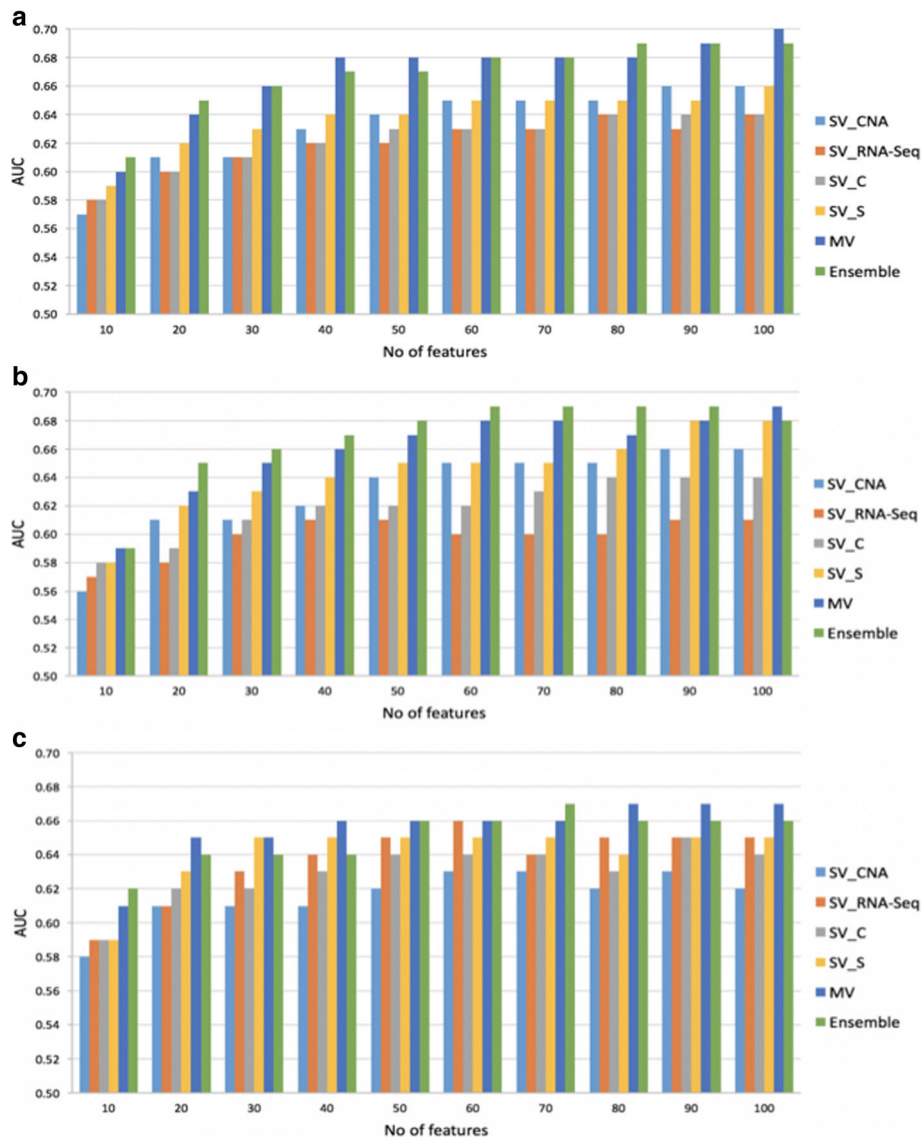 a
0.70
0.68
0.66
0.64
0.62
0.60
0.58
0.56
0.54
0.52
0.50
AUC
10 20 30 40 50 60 70 80 90 100
No of features
SV_CNA
SV_RNA-Seq
SV_C
SV_S
MV
Ensemble
b
0.70
0.68
0.66
0.64
0.62
0.60
0.58
0.56
0.54
0.52
0.50
AUC
10 20 30 40 50 60 70 80 90 100
No of features
SV_CNA
SV_RNA-Seq
SV_C
SV_S
MV
Ensemble
c
0.70
0.68
0.66
0.64
0.62
0.60
0.58
0.56
0.54
0.52
0.50
AUC
10 20 30 40 50 60 70 80 90 100
No of features
SV_CNA
SV_RNA-Seq
SV_C
SV_S
MV
Ensemble